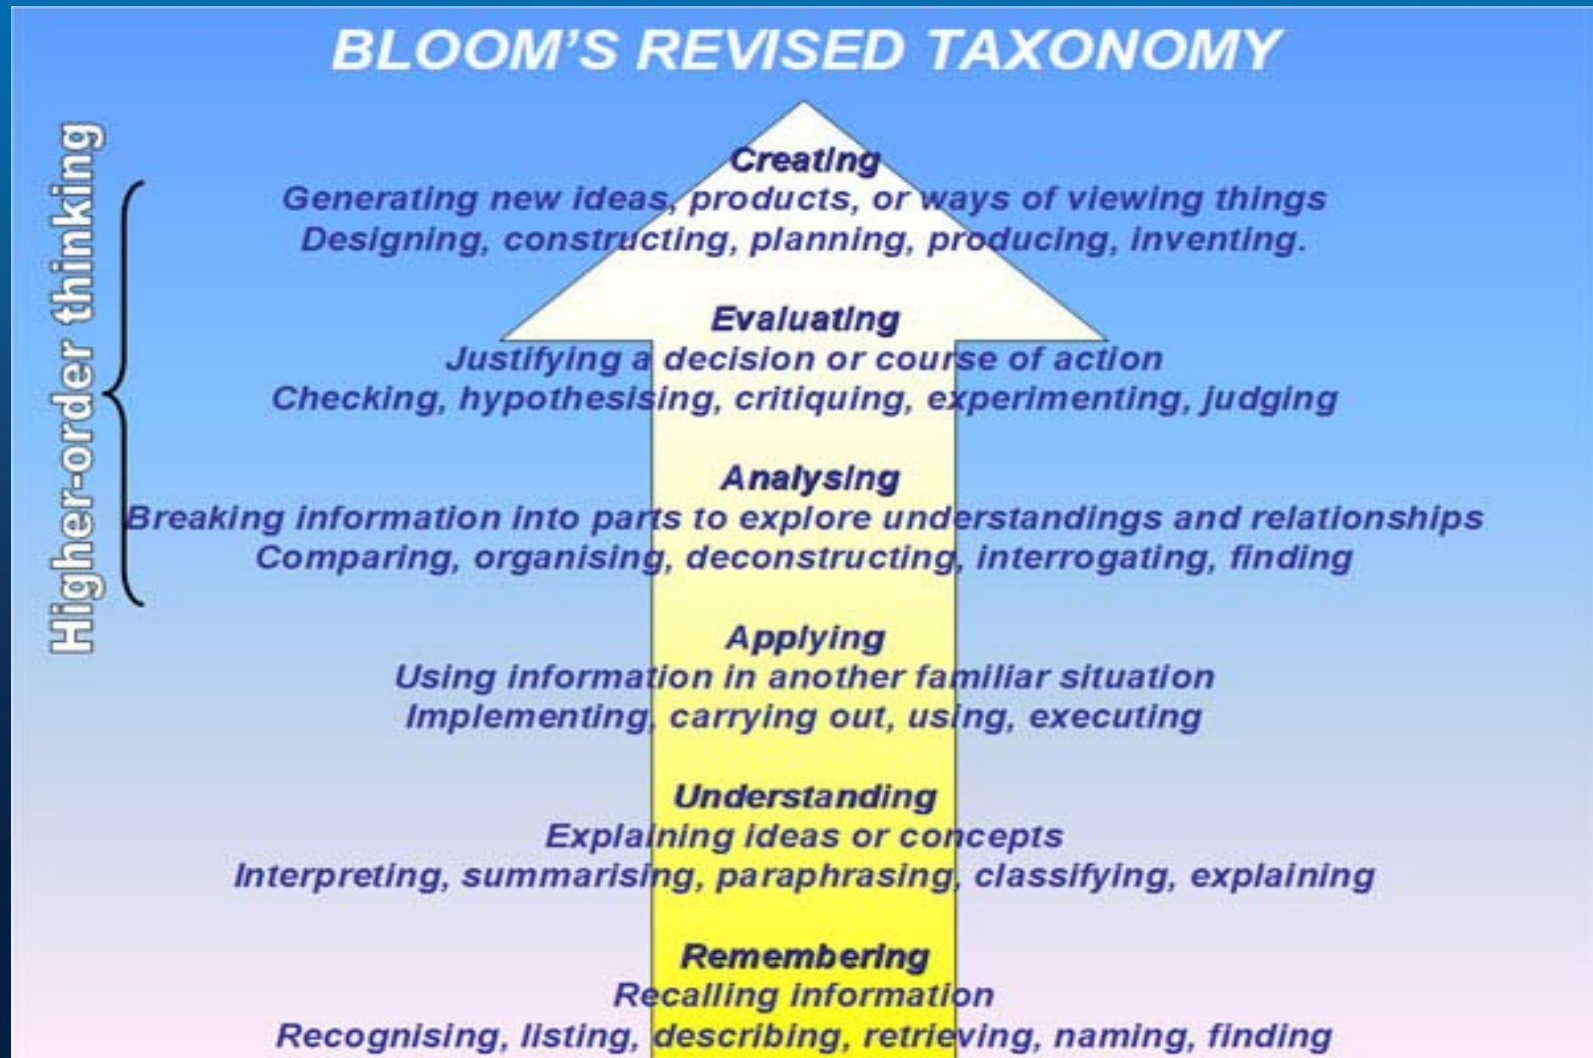 BLOOM'S REVISED TAXONOMY
Higher-order thinking
Creating
Generating new ideas, products, or ways of viewing things
Designing, constructing, planning, producing, inventing.
Evaluating
Justifying a decision or course of action
Checking, hypothesising, critiquing, experimenting, judging
Analysing
Breaking information into parts to explore understandings and relationships
Comparing, organising, deconstructing, interrogating, finding
Applying
Using information in another familiar situation
Implementing, carrying out, using, executing
Understanding
Explaining ideas or concepts
Interpreting, summarising, paraphrasing, classifying, explaining
Remembering
Recalling information
Recognising, listing, describing, retrieving, naming, finding